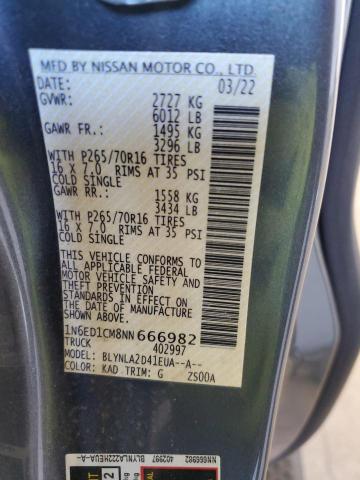 MFD BY NISSAN MOTOR CO., LTD.
03/22
GVWR: 2727 KG
6012 LB
GAWR FR.: 1495 KG
3296 LB
WITH P265/70R16 TIRES
16 X 7.0 RIMS AT 35 PSI
COLD SINGLE
GAWR RR.: 1558 KG
3434 LB
WITH P265/70R16 TIRES
16 X 7.0 RIMS AT 35 PSI
COLD SINGLE
THIS VEHICLE CONFORMS TO
ALL APPLICABLE FEDERAL
MOTOR VEHICLE SAFETY AND
THEFT PREVENTION
STANDARDS IN EFFECT ON
THE DATE OF MANUFACTURE
SHOWN ABOVE.
1N6ED1CM8NN 666982
TRUCK 402997
MODEL: BLYNLA2D41EUA--A--
COLOR: KAD TRIM: G ZS00A
NN666982 402997 BLYNLA222HEUA-A-